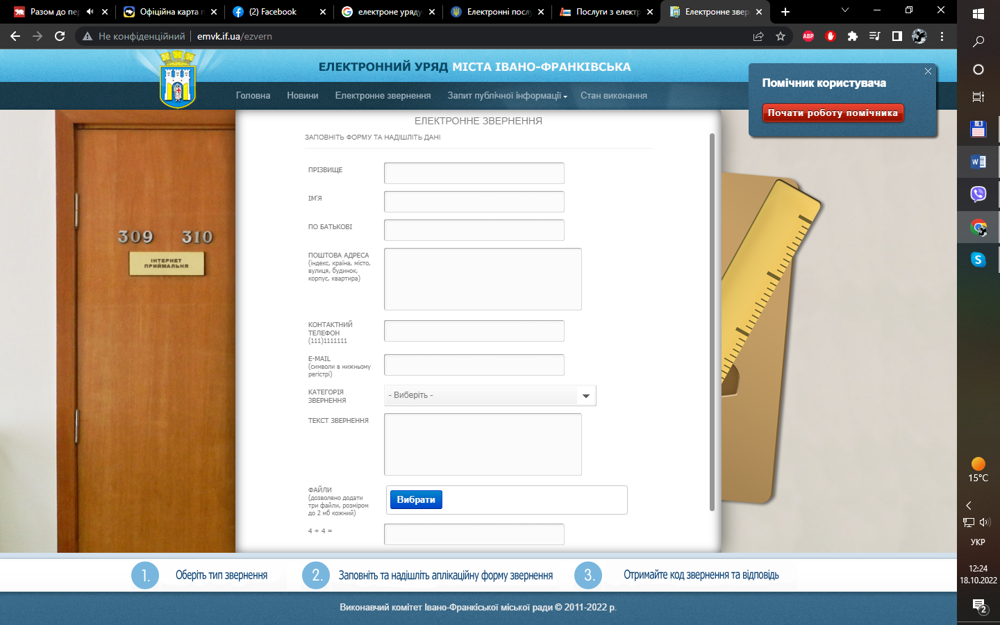 Разом до пер
Офіційна карта п
(2) Facebook
електроне уряду
Електронні посл
Послуги з електр
Електронне звер
Не конфіденційний
emvk.if.ua/ezvern
ABP
ЕЛЕКТРОННИЙ УРЯД МІСТА ІВАНО-ФРАНКІВСЬКА
Головна
Новини
Електронне звернення
Запит публічної інформації
Стан виконання
Помічник користувача
Почати роботу помічника
309 310
ІНТЕРНЕТ
ПРИЙМАЛЬНЯ
ЕЛЕКТРОННЕ ЗВЕРНЕННЯ
ЗАПОВНІТЬ ФОРМУ ТА НАДІШЛІТЬ ДАНІ
ПРІЗВИЩЕ
ІМ'Я
ПО БАТЬКОВІ
ПОШТОВА АДРЕСА
(індекс, країна, місто,
вулиця, будинок,
корпус, квартира)
КОНТАКТНИЙ
ТЕЛЕФОН
(111)1111111
E-MAIL
(символи в нижньому
регістрі)
КАТЕГОРІЯ
ЗВЕРНЕННЯ
- Виберіть -
ТЕКСТ ЗВЕРНЕННЯ
ФАЙЛИ
(дозволено додати
три файли, розміром
до 2 мб кожний)
Вибрати
4 + 4 =
1.
Оберіть тип звернення
2.
Заповніть та надішліть аплікаційну форму звернення
3.
Отримайте код звернення та відповідь
Виконавчий комітет Івано-Франкіської міської ради © 2011-2022 р.
15°C
УКР
12:24
18.10.2022
2